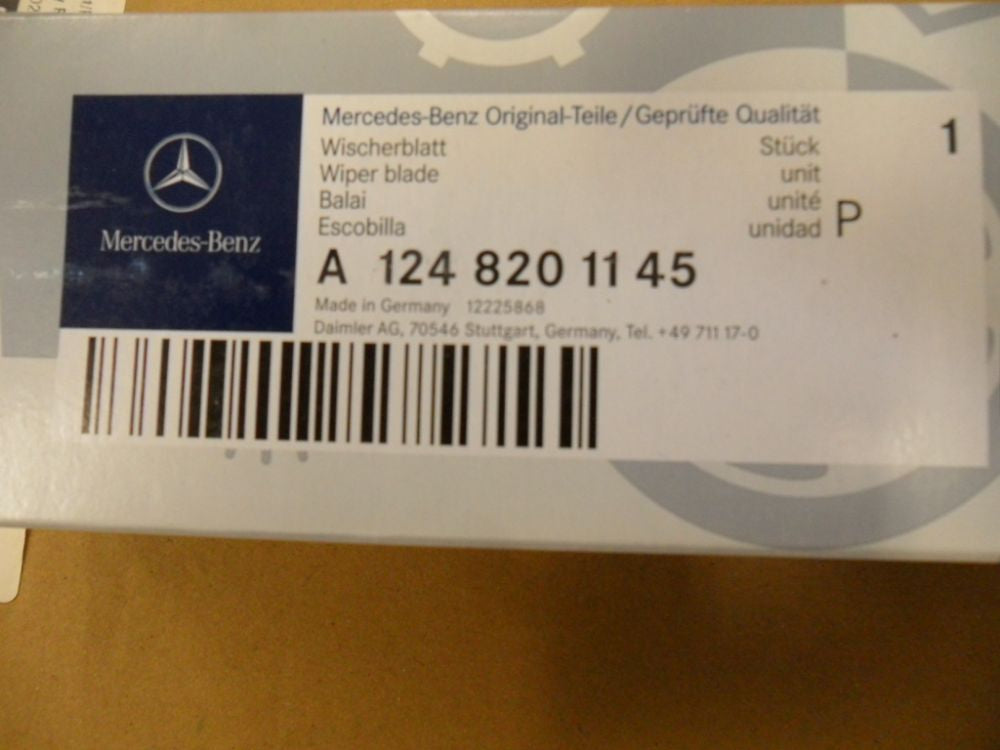 Mercedes-Benz
Mercedes-Benz Original-Teile/Geprüfte Qualität
1
Wischerblatt Stück
Wiper blade unit
Balai unité
Escobilla unidad P
A 124 820 11 45
Made in Germany 12225868
Daimler AG, 70546 Stuttgart, Germany, Tel. +49 711 17-0